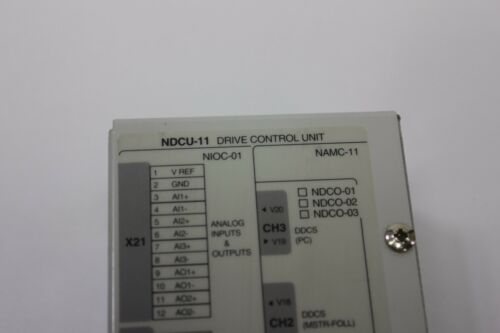 NDCU-11 DRIVE CONTROL UNIT
NIOC-01
X21
1 V REF
2 GND
3 AI1+
4 AI1-
5 AI2+
6 AI2-
7 AI3+
8 AI3-
9 AO1+
10 AO1-
11 AO2+
12 AO2-
ANALOG
INPUTS
&
OUTPUTS
NAMC-11
NDCO-01
NDCO-02
NDCO-03
V20
CH3
V19
DDCS
(PC)
V18
CH2
DDCS
(MSTR-FOLL)